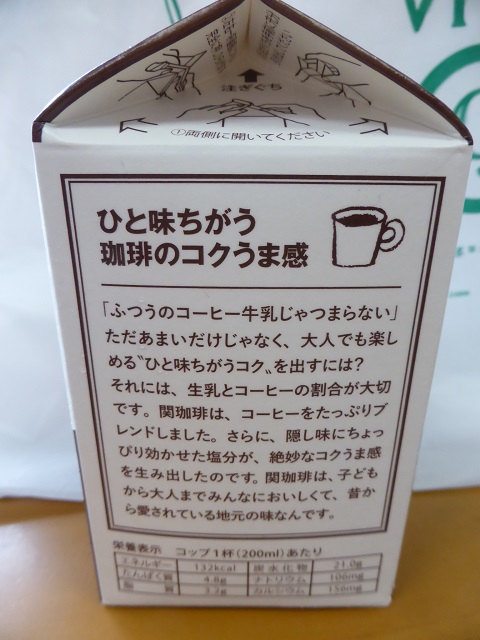 注ぎぐち
①両側に開いてください
ひと味ちがう
珈琲のコクうま感
「ふつうのコーヒー牛乳じゃつまらない」
ただあまいだけじゃなく、大人でも楽し
める〝ひと味ちがうコク〟を出すには?
それには、生乳とコーヒーの割合が大切
です。関珈琲は、コーヒーをたっぷりブ
レンドしました。さらに、隠し味にちょっ
ぴり効かせた塩分が、絶妙なコクうま感
を生み出したのです。関珈琲は、子ども
から大人までみんなにおいしくて、昔か
ら愛されている地元の味なんです。
栄養表示 コップ1杯(200ml)あたり
エネルギー 132kcal 炭水化物 21.0g
たんぱく質 4.8g ナトリウム 106mg
脂質 3.2g カルシウム 156mg